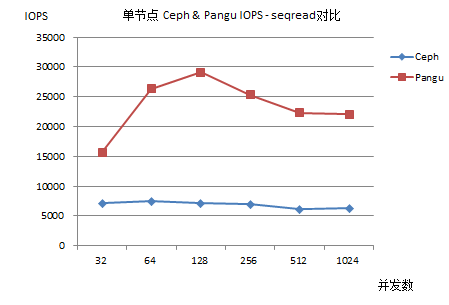 IOPS
单节点 Ceph & Pangu IOPS - seqread对比
35000
30000
25000
20000
15000
10000
5000
0
32 64 128 256 512 1024
Ceph
Pangu
并发数